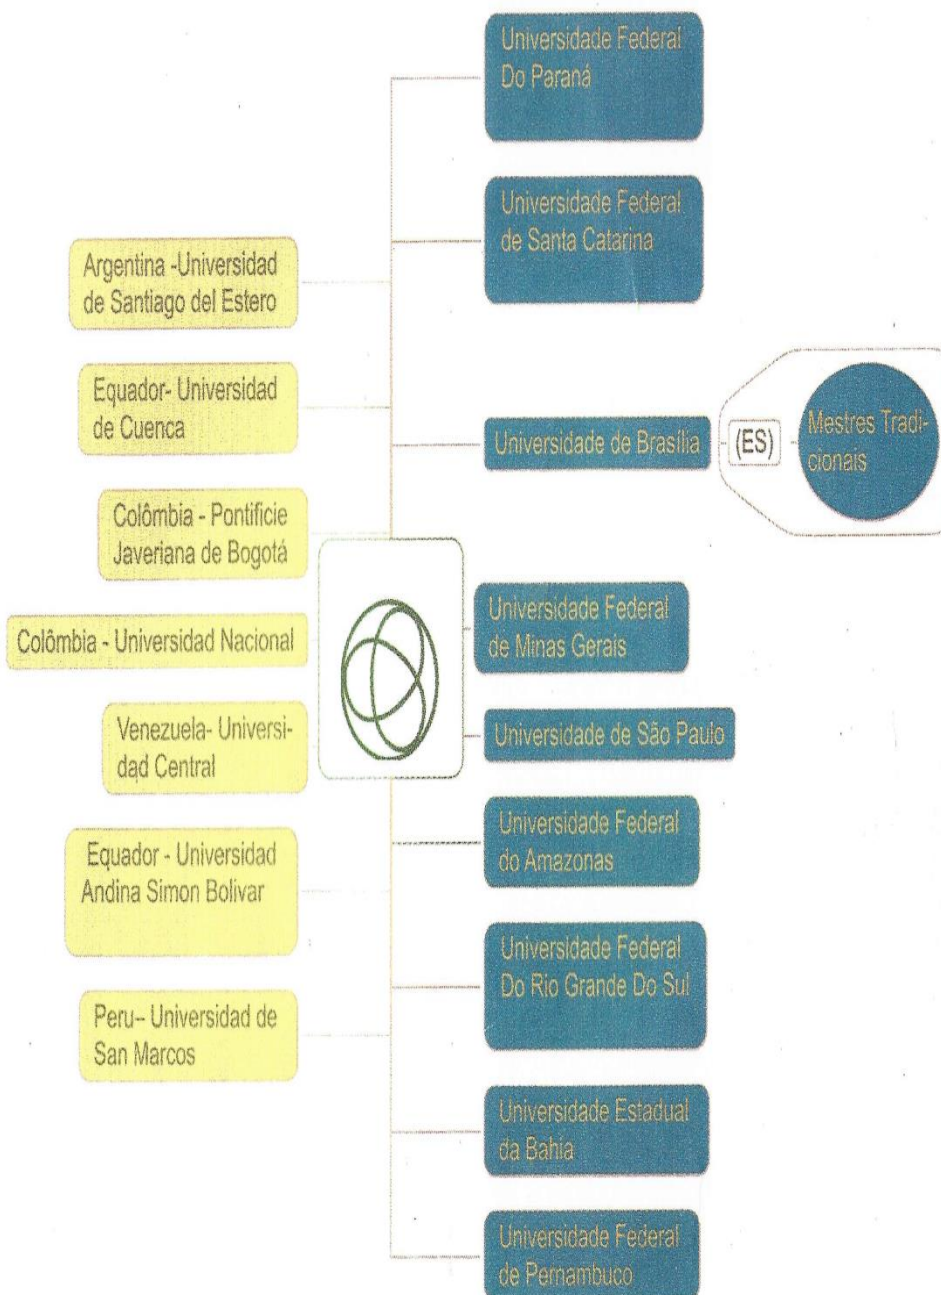 Universidade Federal
Do Paraná
Universidade Federal
de Santa Catarina
Argentina -Universidad
de Santiago del Estero
Equador- Universidad
de Cuenca
Universidade de Brasília
(ES)
Mestres Tradi-
cionais
Colômbia - Pontificie
Javeriana de Bogotá
Colômbia - Universidad Nacional
Universidade Federal
de Minas Gerais
Venezuela- Universi-
dad Central
Universidade de São Paulo
Equador - Universidad
Andina Simon Bolivar
Universidade Federal
do Amazonas
Universidade Federal
Do Rio Grande Do Sul
Peru– Universidad de
San Marcos
Universidade Estadual
da Bahia
Universidade Federal
de Pernambuco